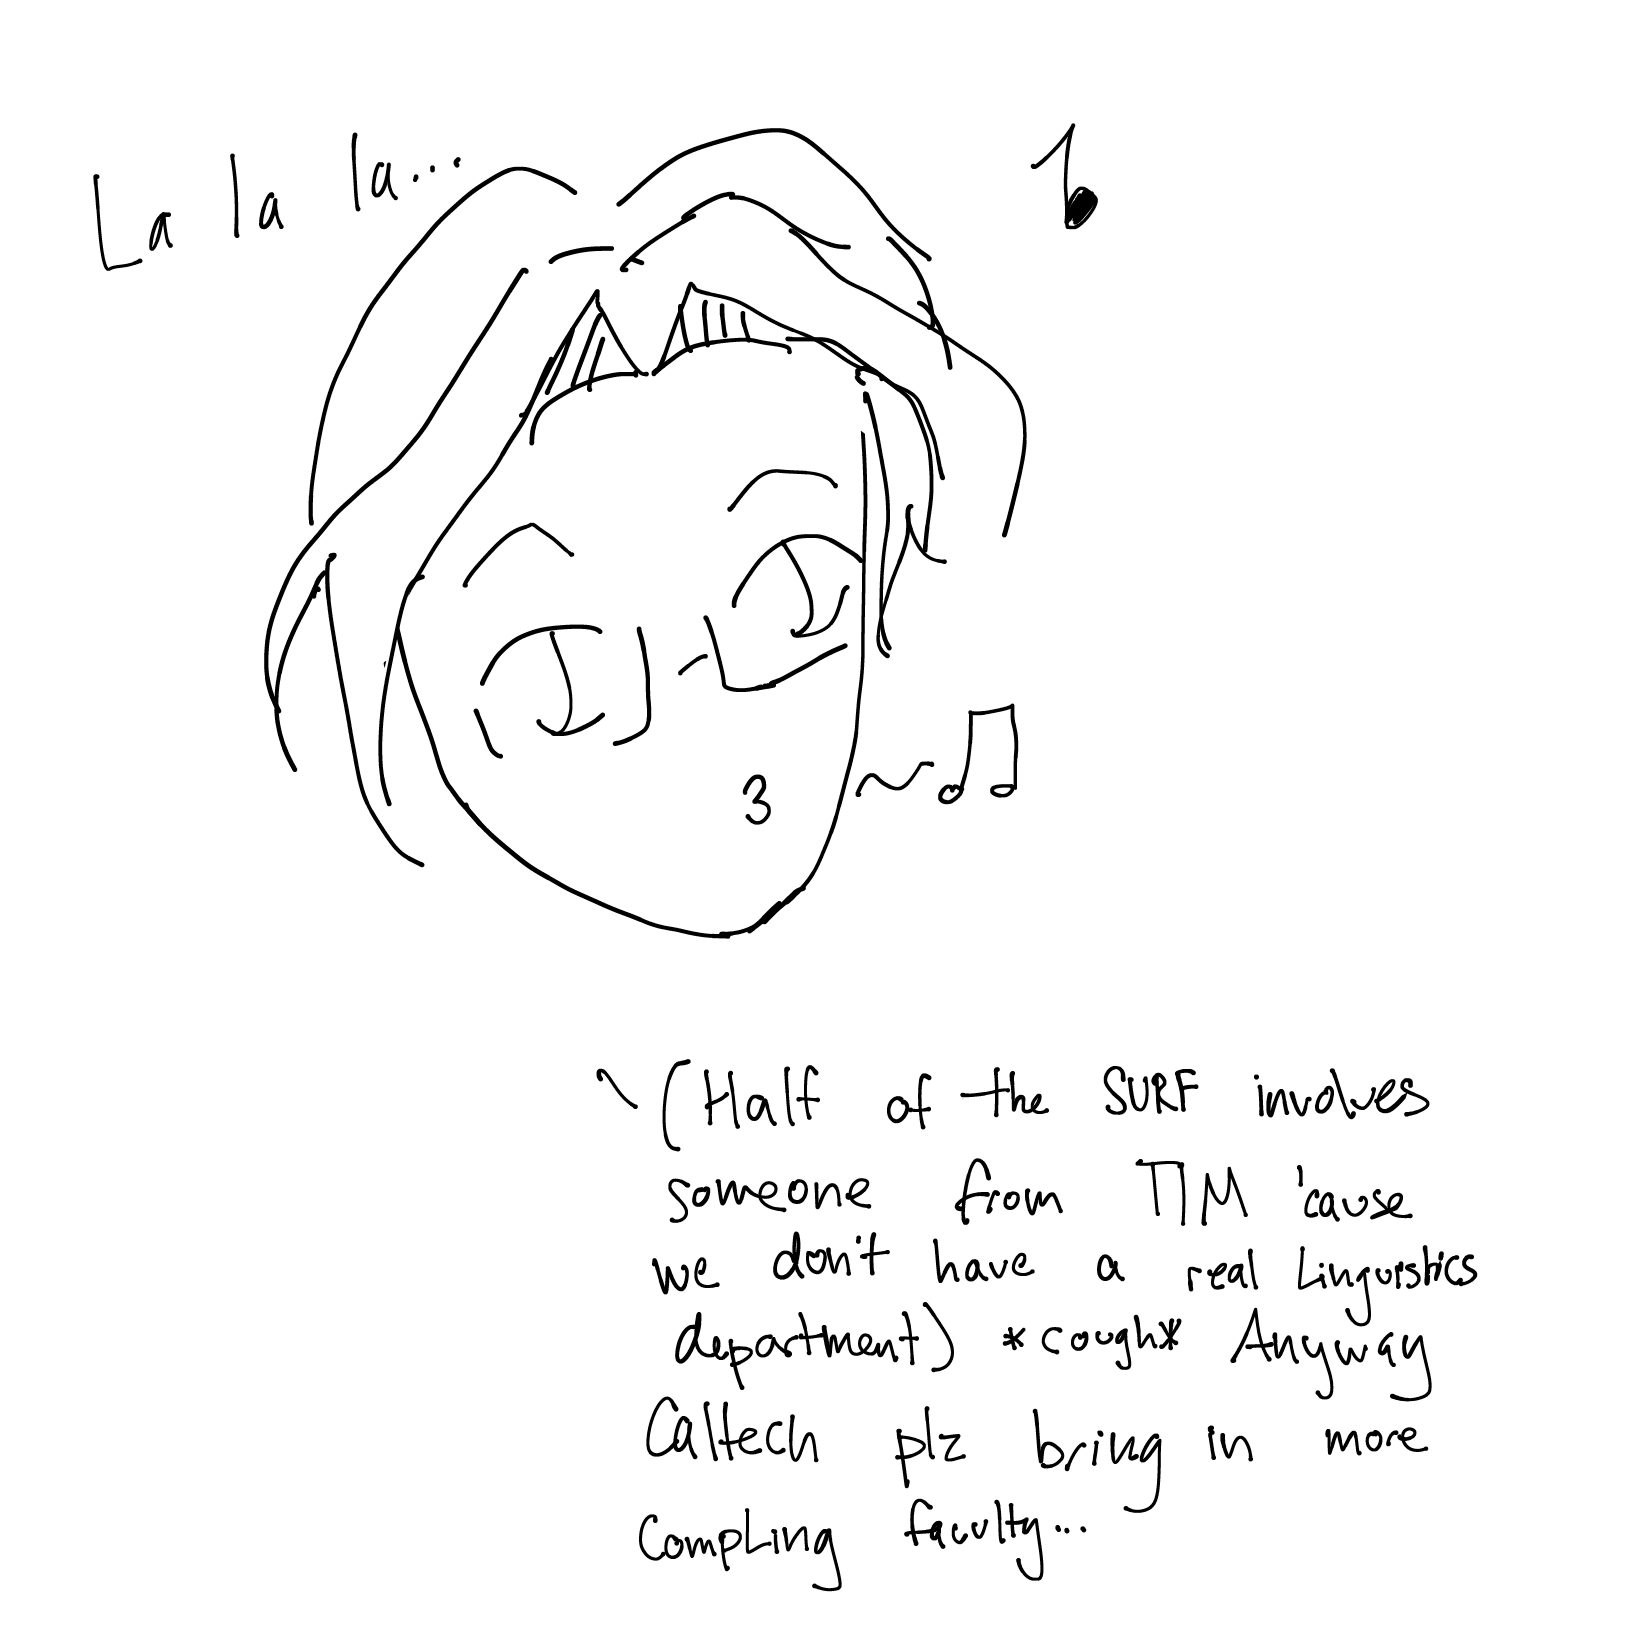 La la la...
(Half of the SURF involves
someone from TIM 'cause
we don't have a real Linguistics
department) *cough* Anyway
Caltech plz bring in more
CompLing faculty...